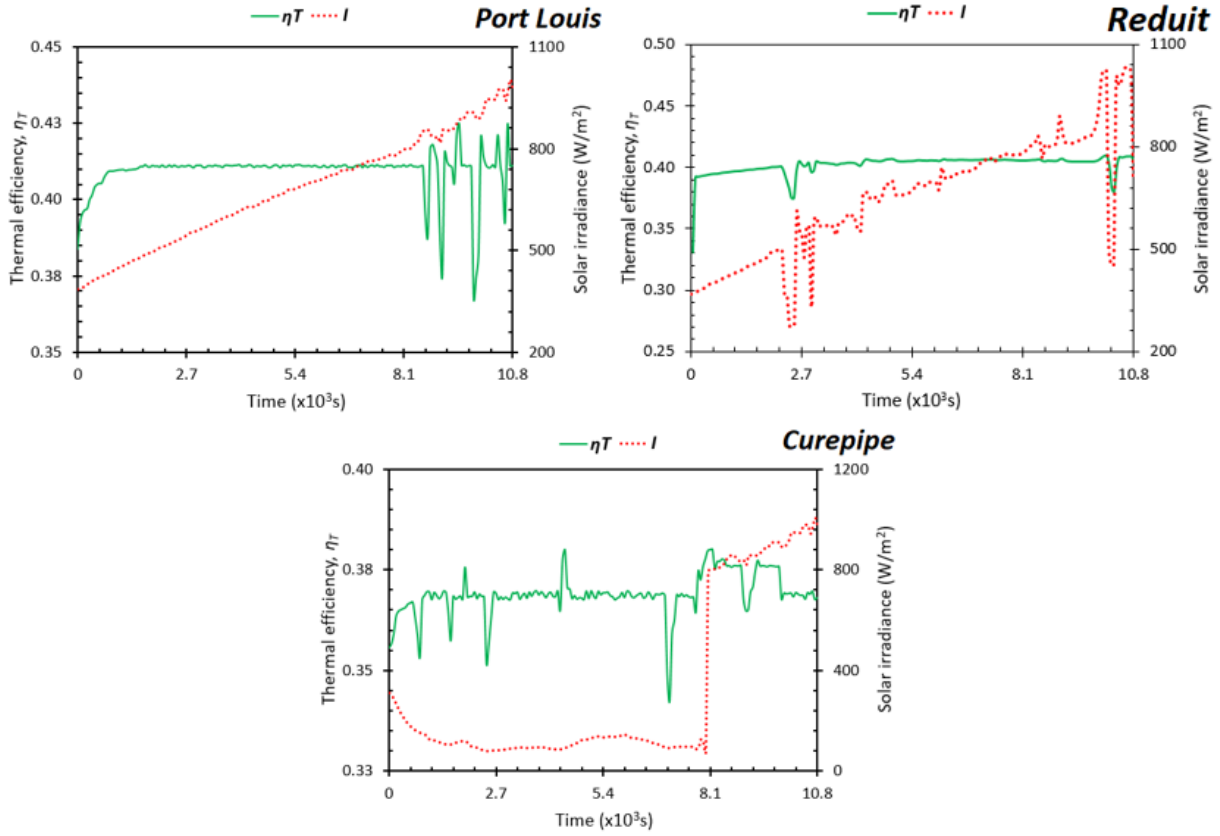 ηT I Port Louis
0.45
0.43
0.40
0.38
0.35
Thermal efficiency, ηT
1100
800
500
200
Solar irradiance (W/m²)
0 2.7 5.4 8.1 10.8
Time (x10³s)
ηT I Reduit
0.50
0.45
0.40
0.35
0.30
0.25
Thermal efficiency, ηT
1100
800
500
200
Solar irradiance (W/m²)
0 2.7 5.4 8.1 10.8
Time (x10³s)
ηT I Curepipe
0.40
0.38
0.35
0.33
Thermal efficiency, ηT
1200
800
400
0
Solar irradiance (W/m²)
0 2.7 5.4 8.1 10.8
Time (x10³s)